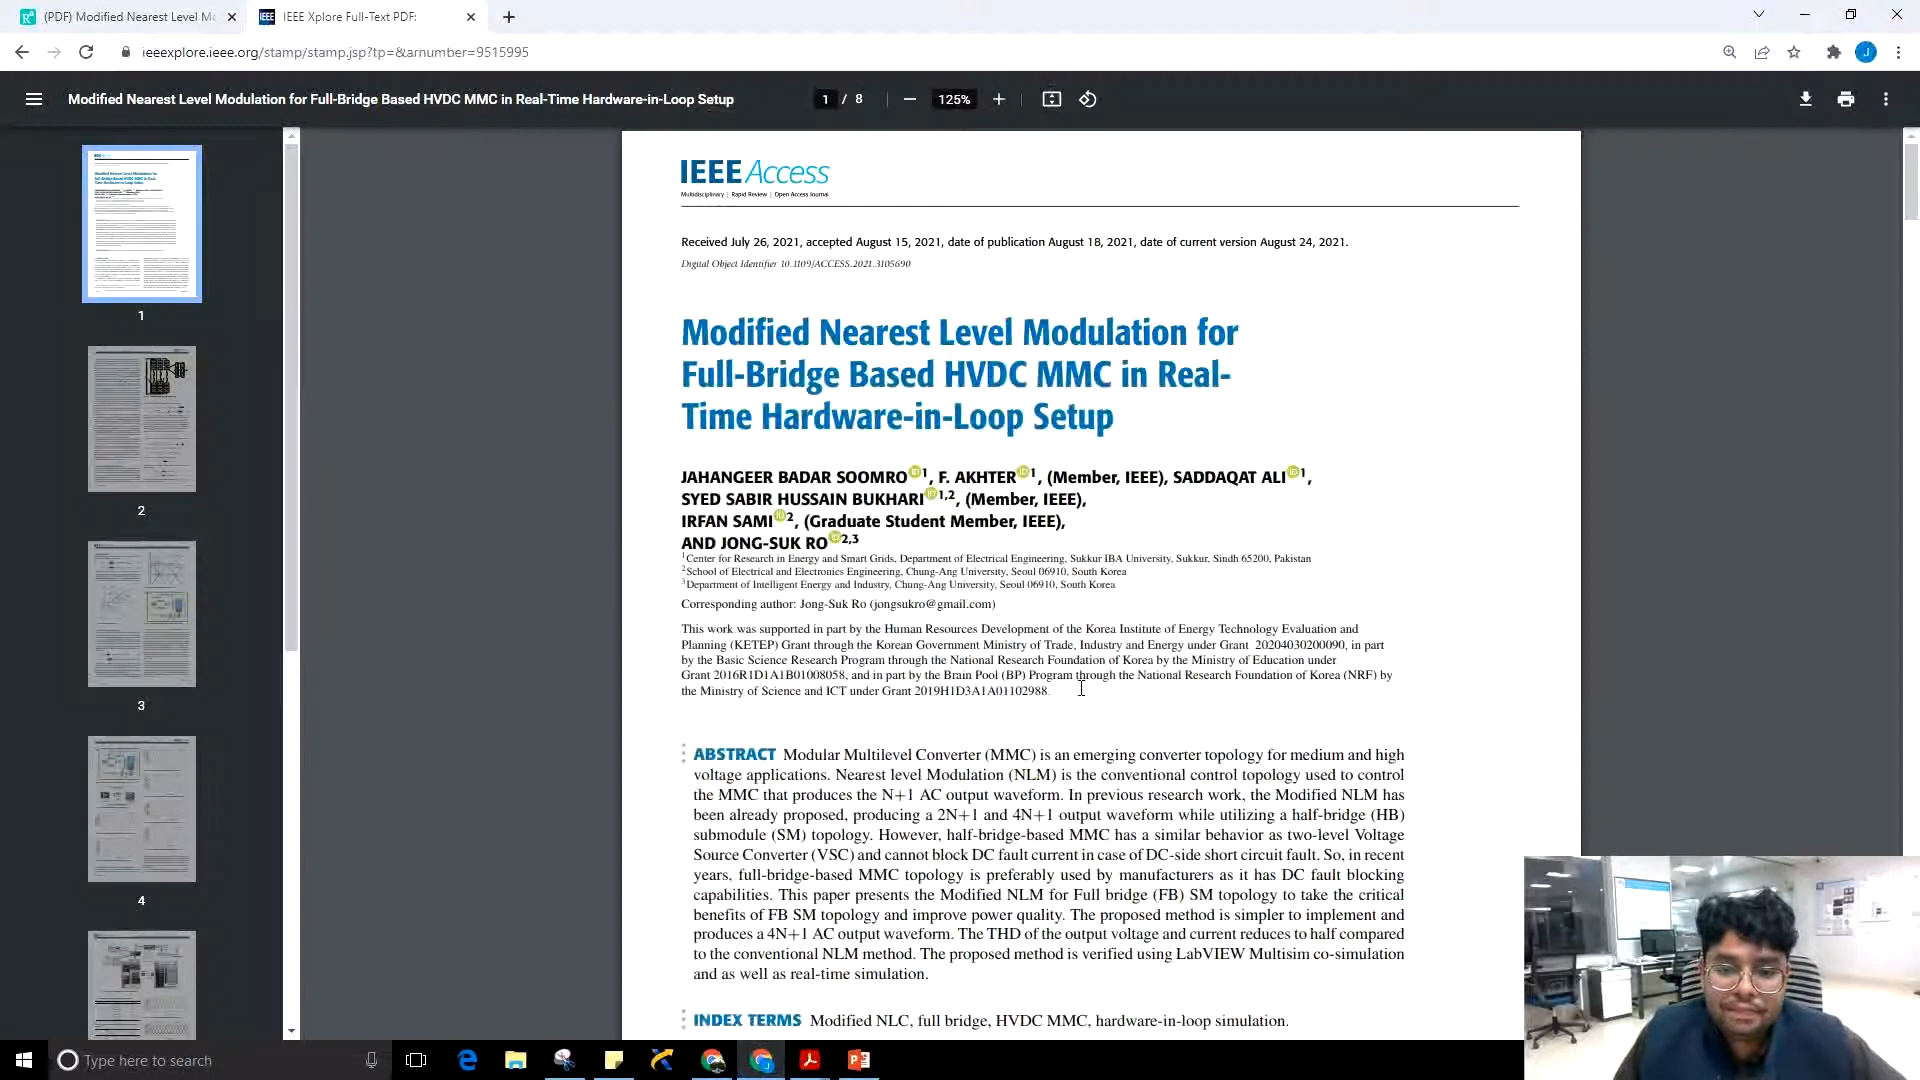 (PDF) Modified Nearest Level Mo
IEEE Xplore Full-Text PDF:
ieeexplore.ieee.org/stamp/stamp.jsp?tp=&arnumber=9515995
J
Modified Nearest Level Modulation for Full-Bridge Based HVDC MMC in Real-Time Hardware-in-Loop Setup
1 / 8
125%
1
2
3
4
IEEE Access
Multidisciplinary | Rapid Review | Open Access Journal
Received July 26, 2021, accepted August 15, 2021, date of publication August 18, 2021, date of current version August 24, 2021.
Digital Object Identifier 10.1109/ACCESS.2021.3105690
Modified Nearest Level Modulation for
Full-Bridge Based HVDC MMC in Real-
Time Hardware-in-Loop Setup
JAHANGEER BADAR SOOMRO 1, F. AKHTER 1, (Member, IEEE), SADDAQAT ALI 1,
SYED SABIR HUSSAIN BUKHARI 1,2, (Member, IEEE),
IRFAN SAMI 2, (Graduate Student Member, IEEE),
AND JONG-SUK RO 2,3
1Center for Research in Energy and Smart Grids, Department of Electrical Engineering, Sukkur IBA University, Sukkur, Sindh 65200, Pakistan
2School of Electrical and Electronics Engineering, Chung-Ang University, Seoul 06910, South Korea
3Department of Intelligent Energy and Industry, Chung-Ang University, Seoul 06910, South Korea
Corresponding author: Jong-Suk Ro (jongsukro@gmail.com)
This work was supported in part by the Human Resources Development of the Korea Institute of Energy Technology Evaluation and
Planning (KETEP) Grant through the Korean Government Ministry of Trade, Industry and Energy under Grant 20204030200090, in part
by the Basic Science Research Program through the National Research Foundation of Korea by the Ministry of Education under
Grant 2016R1D1A1B01008058, and in part by the Brain Pool (BP) Program through the National Research Foundation of Korea (NRF) by
the Ministry of Science and ICT under Grant 2019H1D3A1A01102988.
ABSTRACT Modular Multilevel Converter (MMC) is an emerging converter topology for medium and high
voltage applications. Nearest level Modulation (NLM) is the conventional control topology used to control
the MMC that produces the N+1 AC output waveform. In previous research work, the Modified NLM has
been already proposed, producing a 2N+1 and 4N+1 output waveform while utilizing a half-bridge (HB)
submodule (SM) topology. However, half-bridge-based MMC has a similar behavior as two-level Voltage
Source Converter (VSC) and cannot block DC fault current in case of DC-side short circuit fault. So, in recent
years, full-bridge-based MMC topology is preferably used by manufacturers as it has DC fault blocking
capabilities. This paper presents the Modified NLM for Full bridge (FB) SM topology to take the critical
benefits of FB SM topology and improve power quality. The proposed method is simpler to implement and
produces a 4N+1 AC output waveform. The THD of the output voltage and current reduces to half compared
to the conventional NLM method. The proposed method is verified using LabVIEW Multisim co-simulation
and as well as real-time simulation.
INDEX TERMS Modified NLC, full bridge, HVDC MMC, hardware-in-loop simulation.
Type here to search